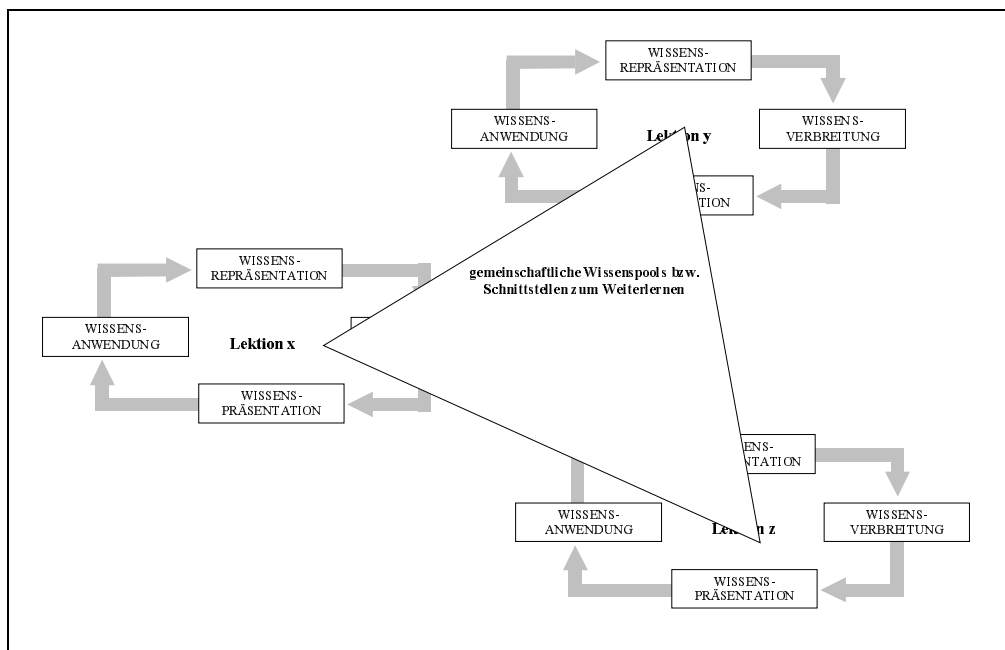 WISSENS-
REPRÄSENTATION
WISSENS-
ANWENDUNG
WISSENS-
VERBREITUNG
gemeinschaftliche Wissenspools bzw.
Schnittstellen zum Weiterlernen
WISSENS-
REPRÄSENTATION
WISSENS-
ANWENDUNG
Lektion x
WISSENS-
PRÄSENTATION
WISSENS-
ANWENDUNG
WISSENS-
VERBREITUNG
WISSENS-
PRÄSENTATION